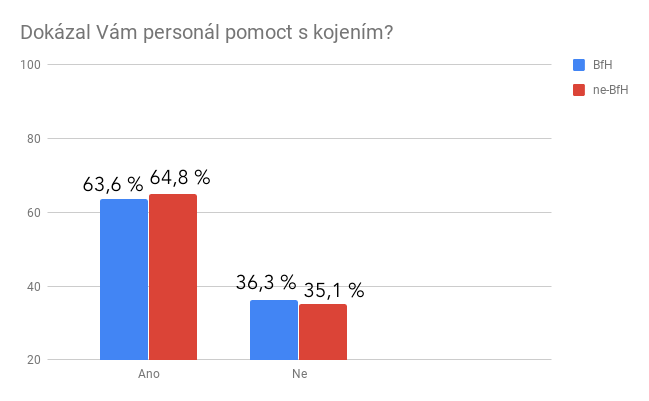 Dokázal Vám personál pomoct s kojením?
100
BfH
ne-BfH
80
63,6 %
64,8 %
60
36,3 %
35,1 %
40
20
Ano
Ne